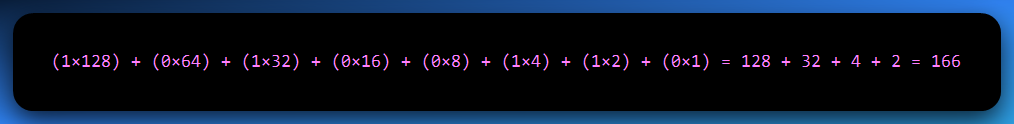 (1×128) + (0×64) + (1×32) + (0×16) + (0×8) + (1×4) + (1×2) + (0×1) = 128 + 32 + 4 + 2 = 166